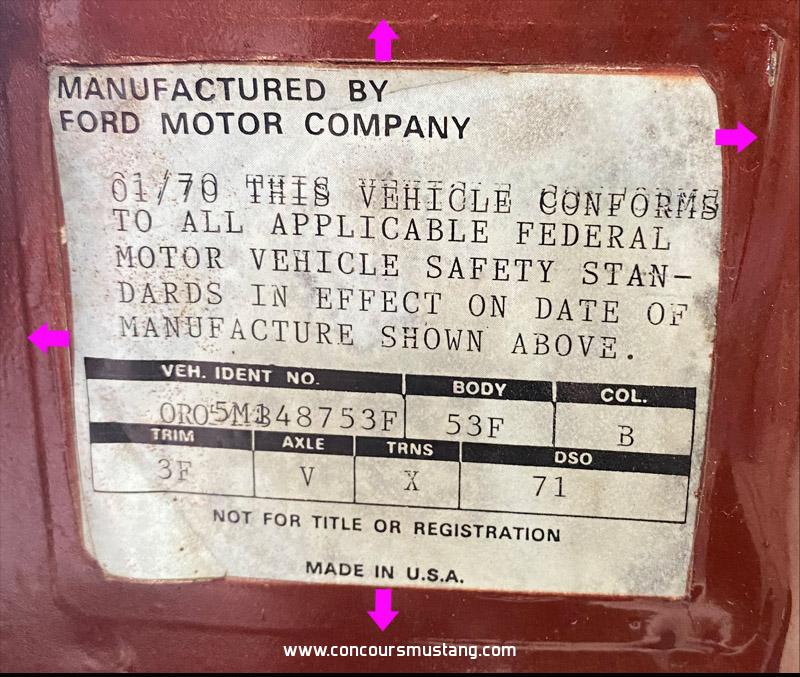 MANUFACTURED BY
FORD MOTOR COMPANY
01/70 THIS VEHICLE CONFORMS
TO ALL APPLICABLE FEDERAL
MOTOR VEHICLE SAFETY STAN-
DARDS IN EFFECT ON DATE OF
MANUFACTURE SHOWN ABOVE.
VEH. IDENT NO. BODY COL.
53F B
TRIM AXLE TRNS DSO
3F V X 71
NOT FOR TITLE OR REGISTRATION
MADE IN U.S.A.
www.concoursmustang.com